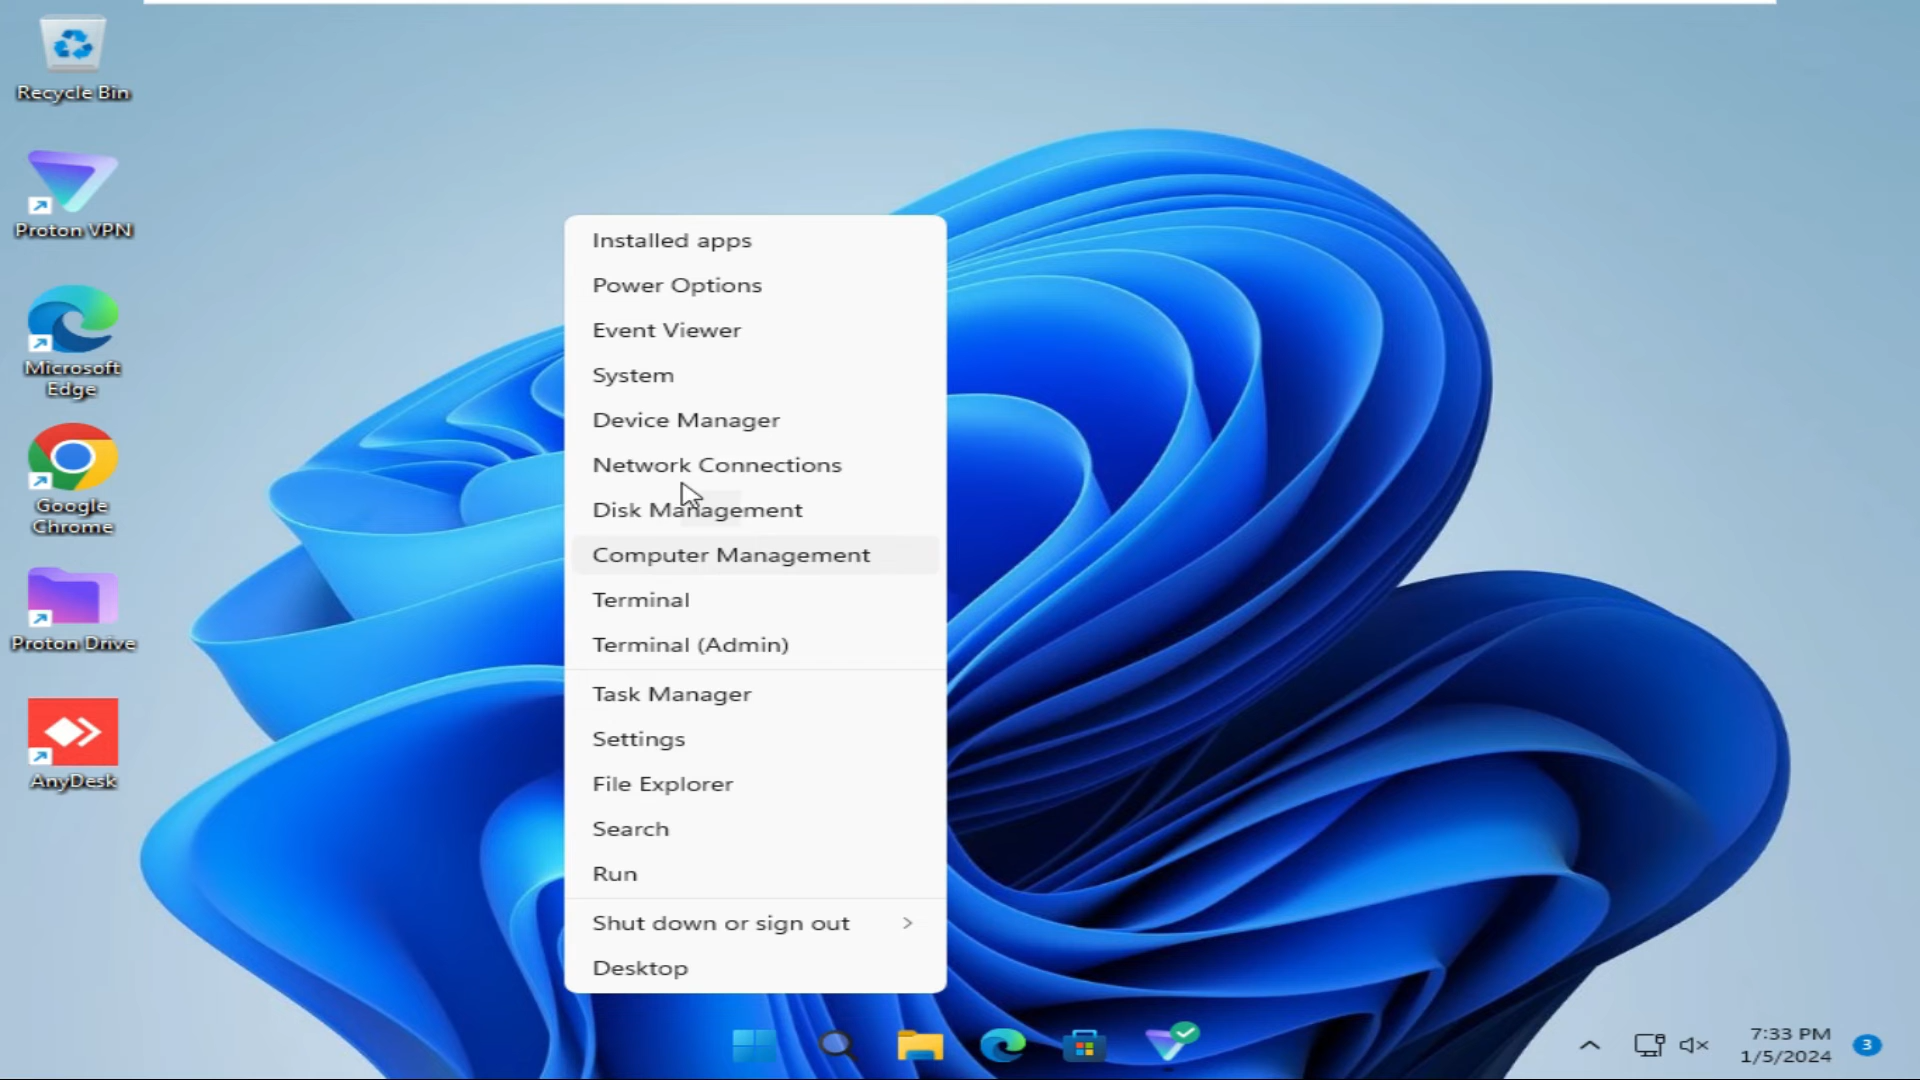 Recycle Bin
Proton VPN
Microsoft
Edge
Google
Chrome
Proton Drive
AnyDesk
Installed apps
Power Options
Event Viewer
System
Device Manager
Network Connections
Disk Management
Computer Management
Terminal
Terminal (Admin)
Task Manager
Settings
File Explorer
Search
Run
Shut down or sign out
Desktop
7:33 PM
1/5/2024
3